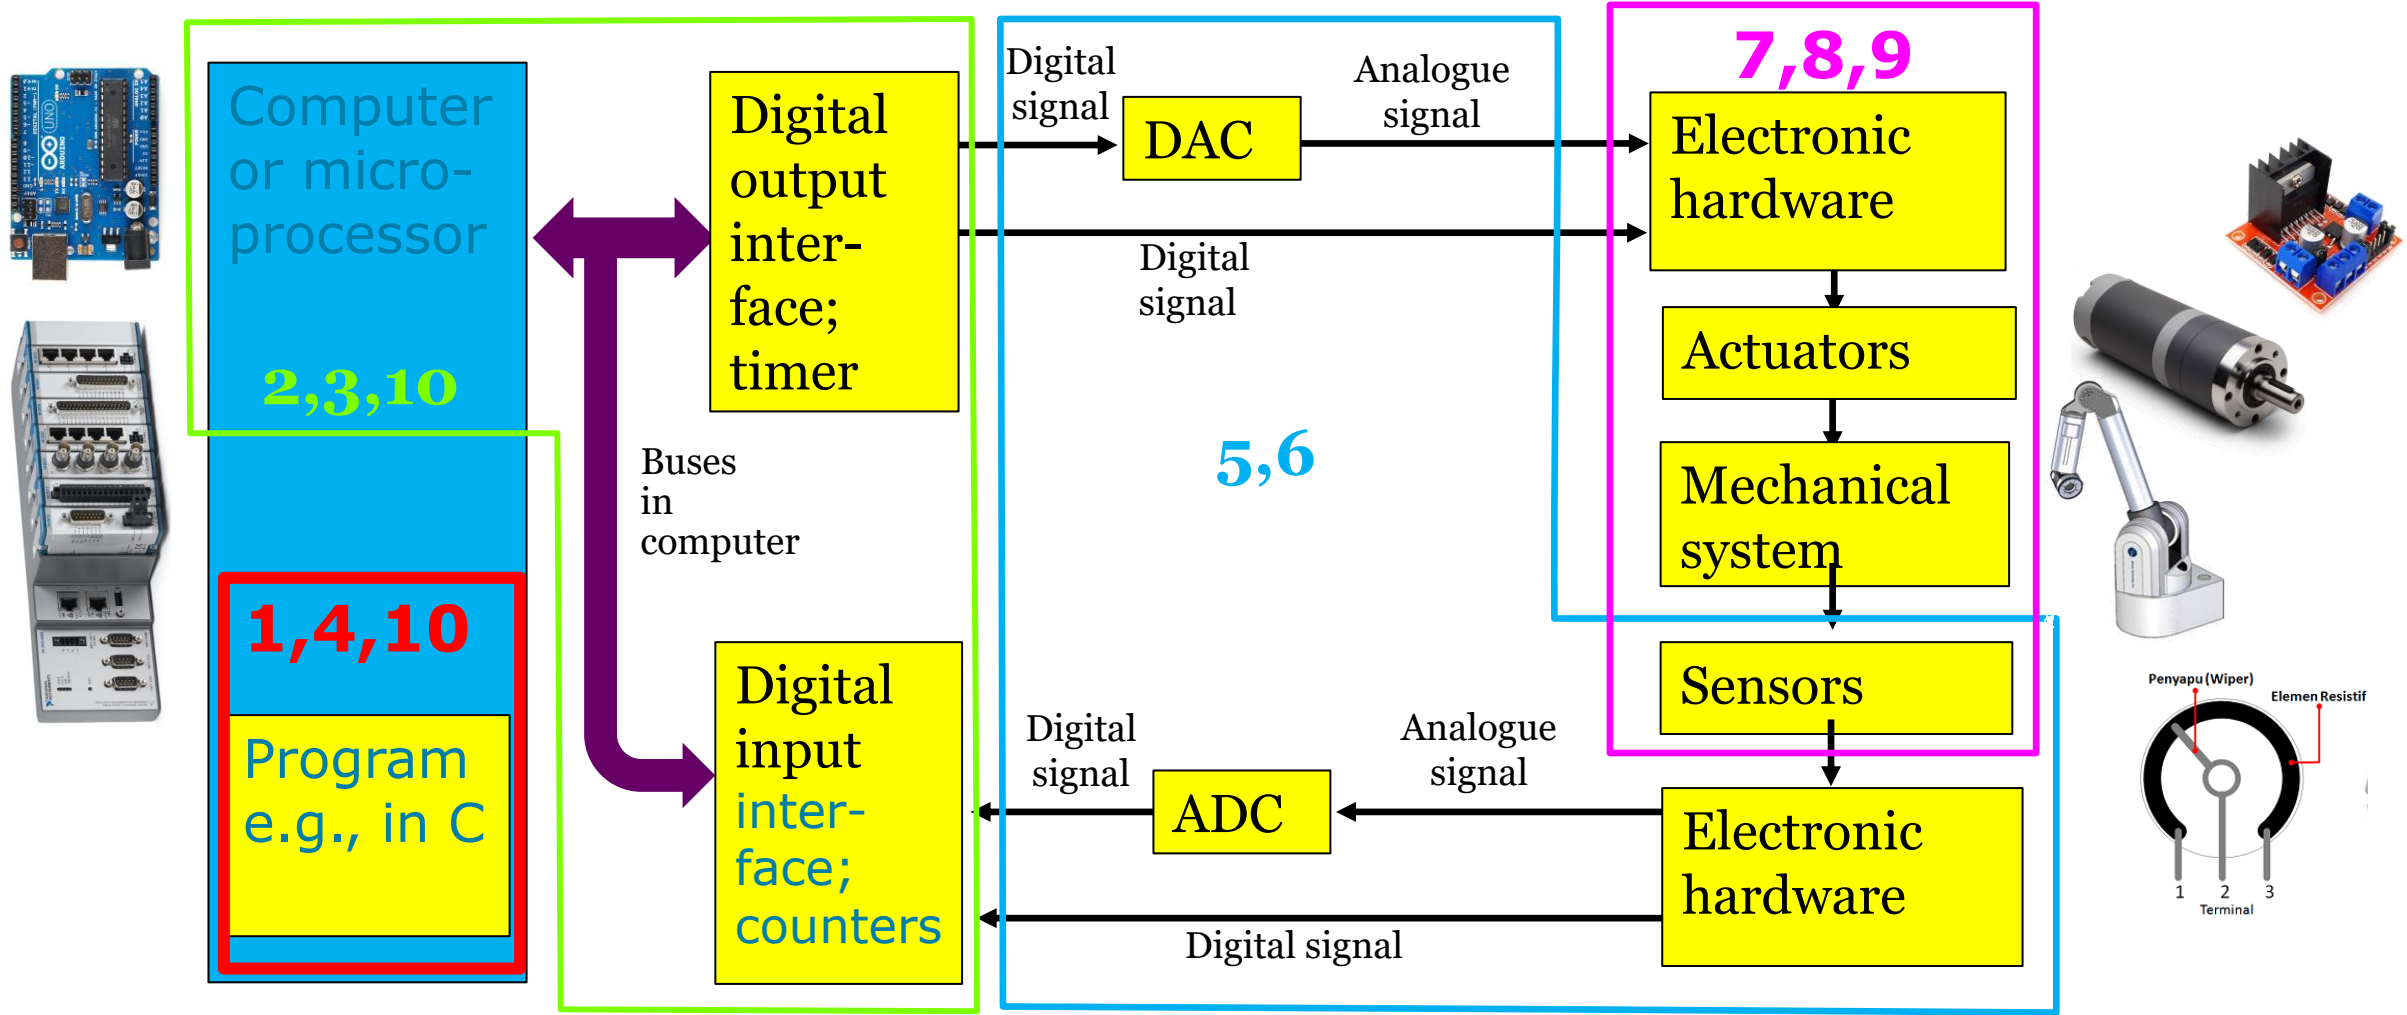 Computer
or micro-
processor
2,3,10
1,4,10
Program
e.g., in C
Buses
in
computer
Digital
output
inter-
face;
timer
Digital
input
inter-
face;
counters
Digital
signal
DAC
Analogue
signal
Digital
signal
5,6
7,8,9
Electronic
hardware
Actuators
Mechanical
system
Sensors
Electronic
hardware
Analogue
signal
ADC
Digital
signal
Digital signal
Penyapu (Wiper)
Elemen Resistif
1 2 3
Terminal
UNO
ARDUINO